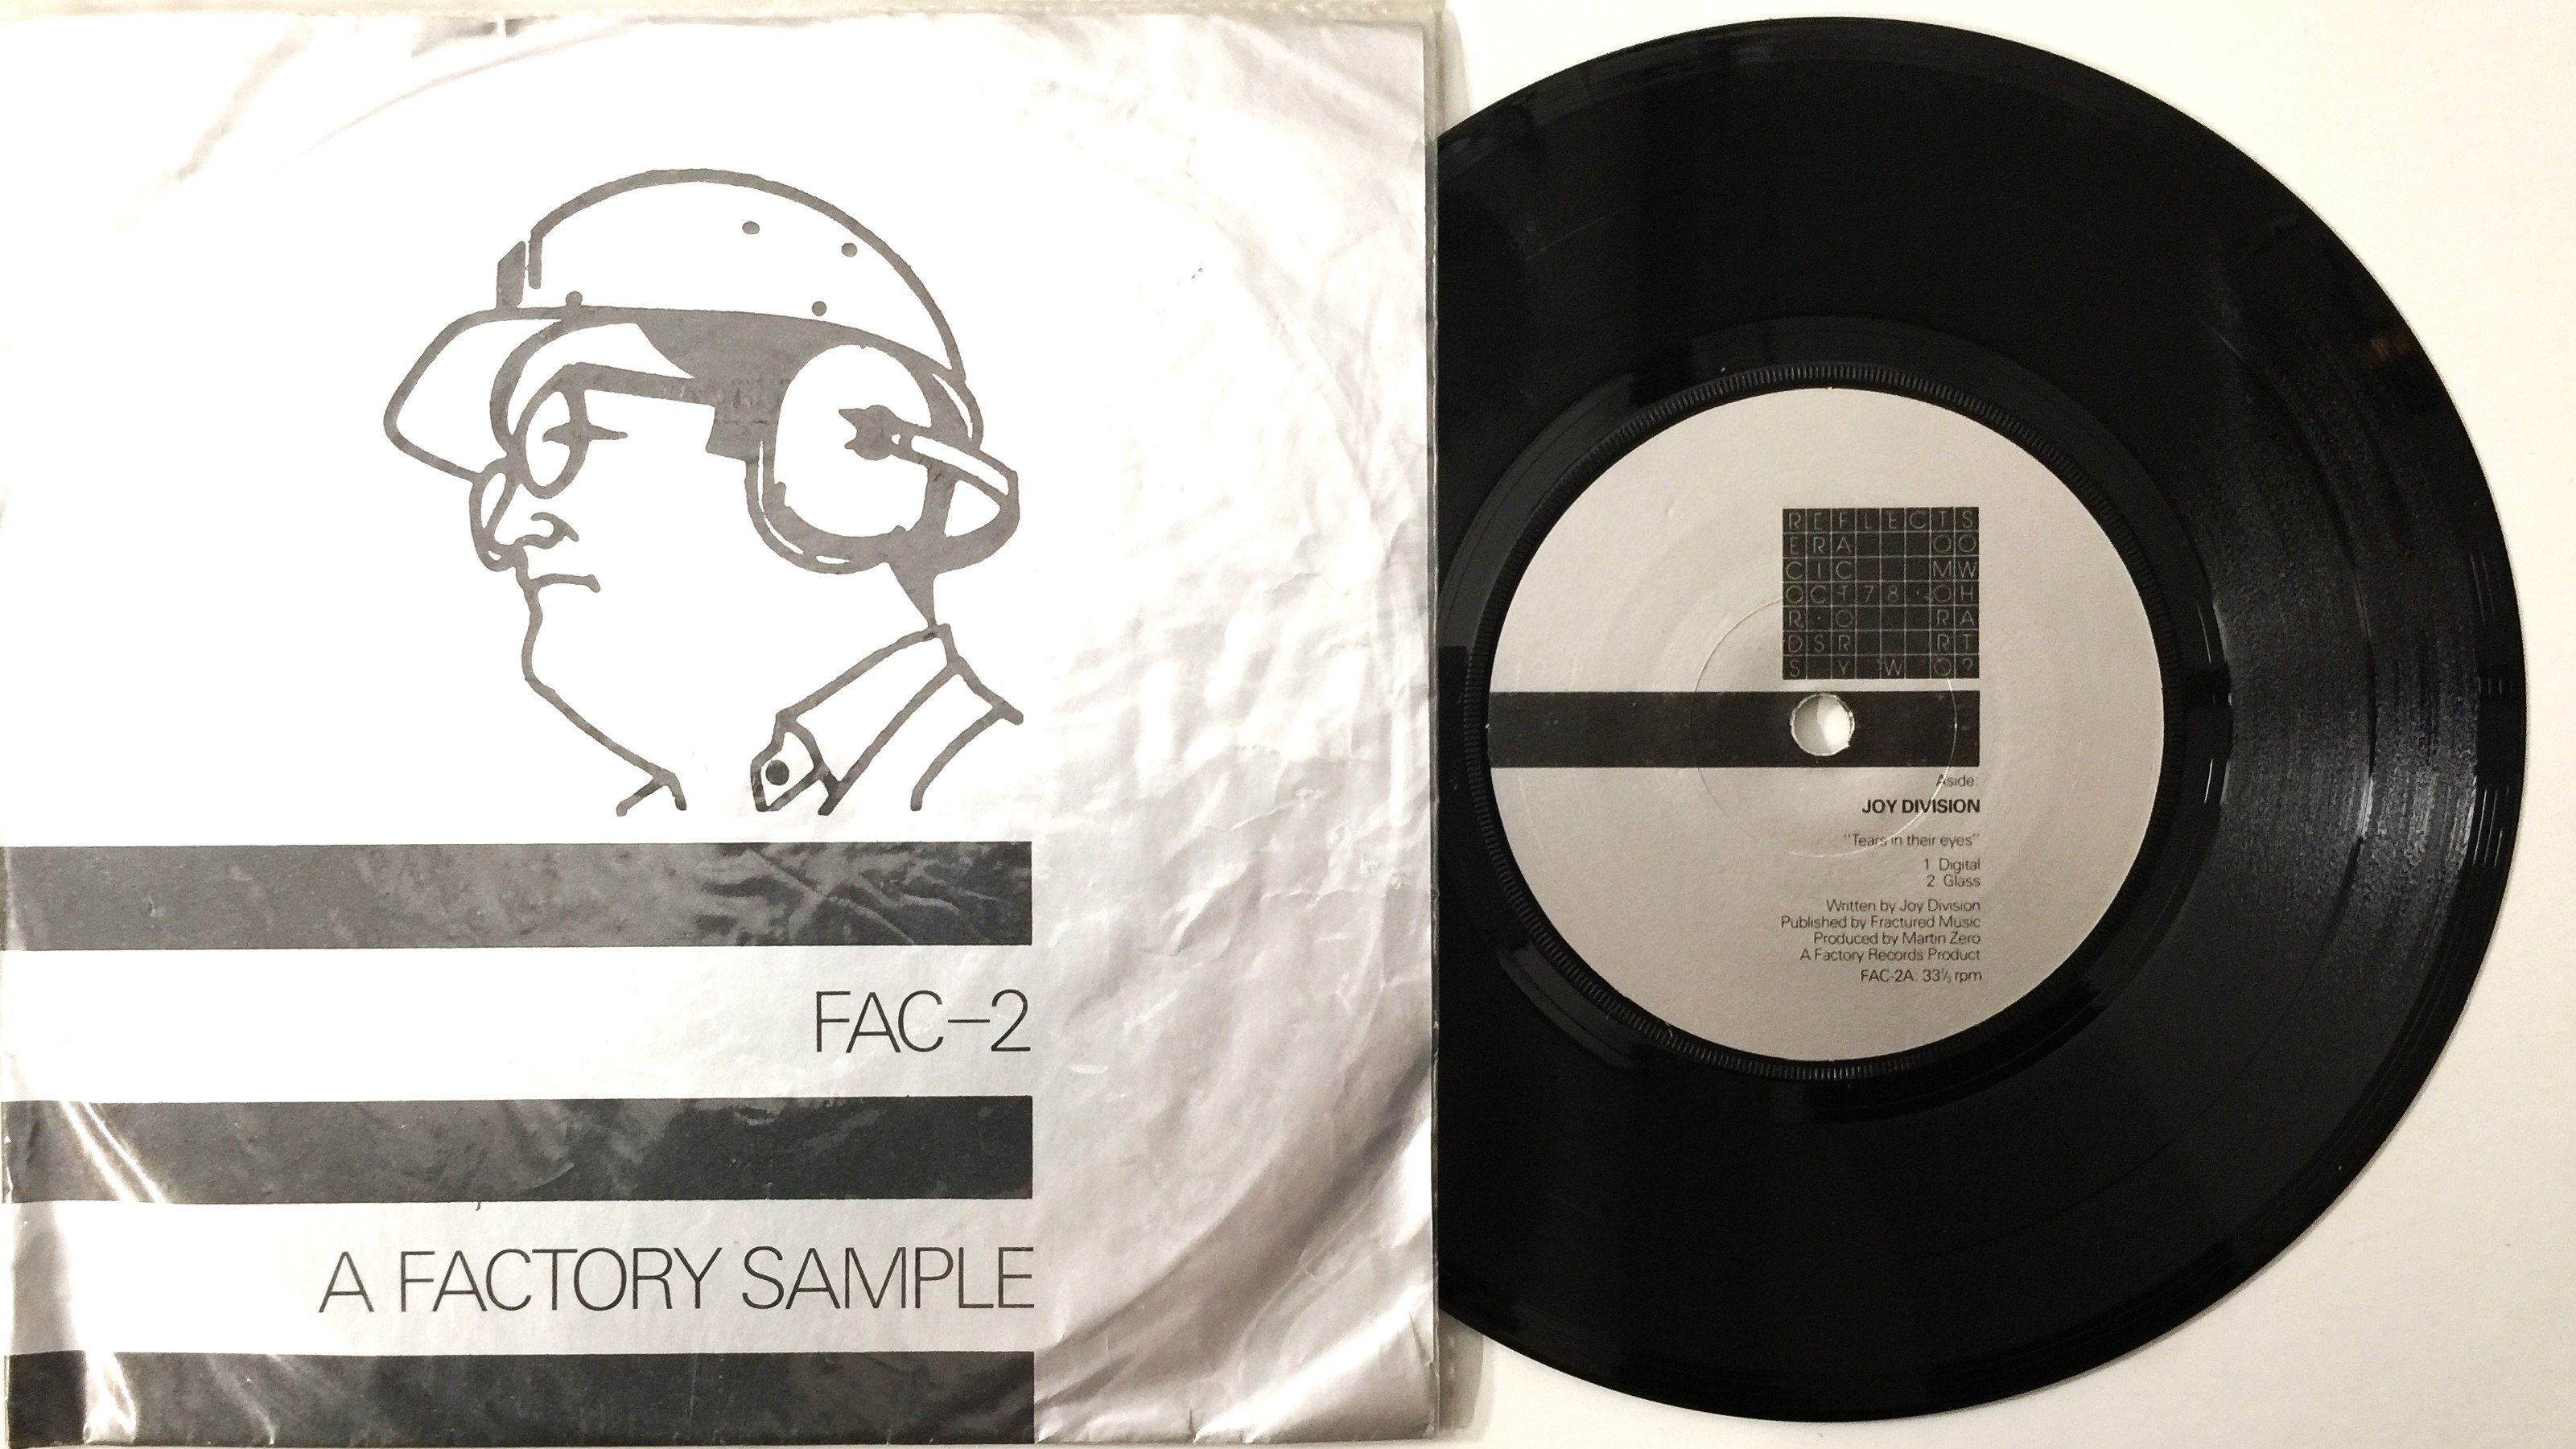 FAC–2
A FACTORY SAMPLE
REFLECTS
ERA OO
CIC MW
OCT78·<OH
R·O RA
DSR RT
S Y W O?
Aside:
JOY DIVISION
"Tears in their eyes"
1 Digital
2. Glass
Written by Joy Division
Published by Fractured Music
Produced by Martin Zero
A Factory Records Product
FAC-2A: 33⅓ rpm